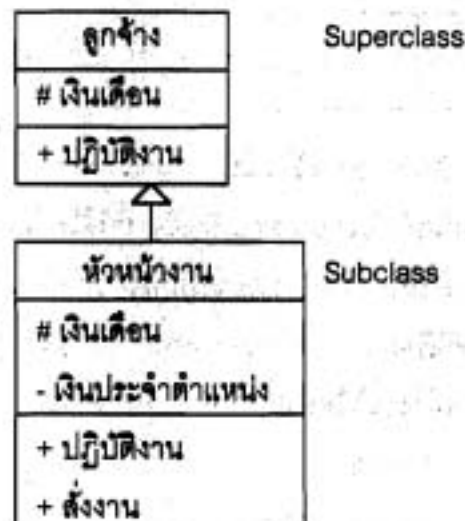 ลูกจ้าง
Superclass
# เงินเดือน
+ ปฏิบัติงาน
หัวหน้างาน
Subclass
# เงินเดือน
- เงินประจำตำแหน่ง
+ ปฏิบัติงาน
+ สั่งงาน